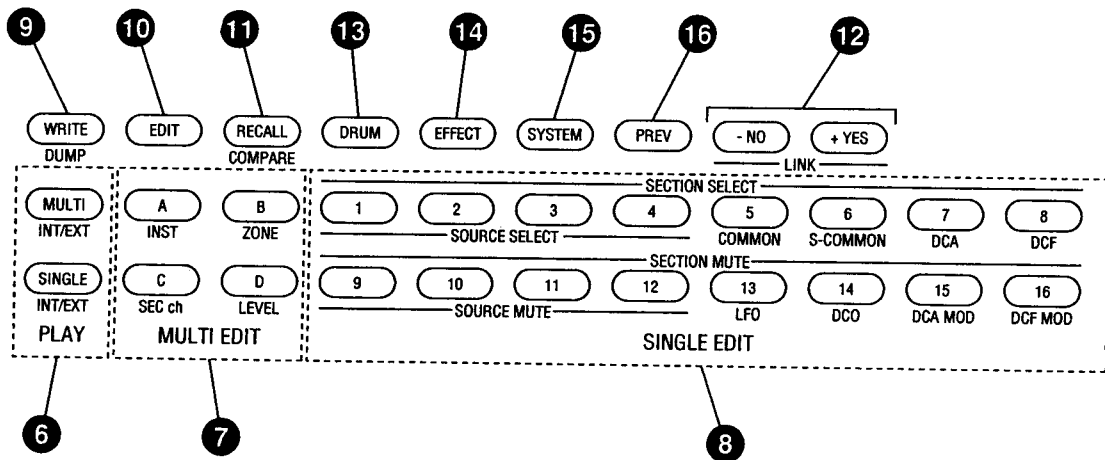 9 10 11 13 14 15 16 12
WRITE EDIT RECALL DRUM EFFECT SYSTEM PREV - NO + YES
DUMP COMPARE LINK
SECTION SELECT
MULTI A B 1 2 3 4 5 6 7 8
INT/EXT INST ZONE SOURCE SELECT COMMON S-COMMON DCA DCF
SECTION MUTE
SINGLE C D 9 10 11 12 13 14 15 16
INT/EXT SEC ch LEVEL SOURCE MUTE LFO DCO DCA MOD DCF MOD
PLAY MULTI EDIT SINGLE EDIT
6 7 8